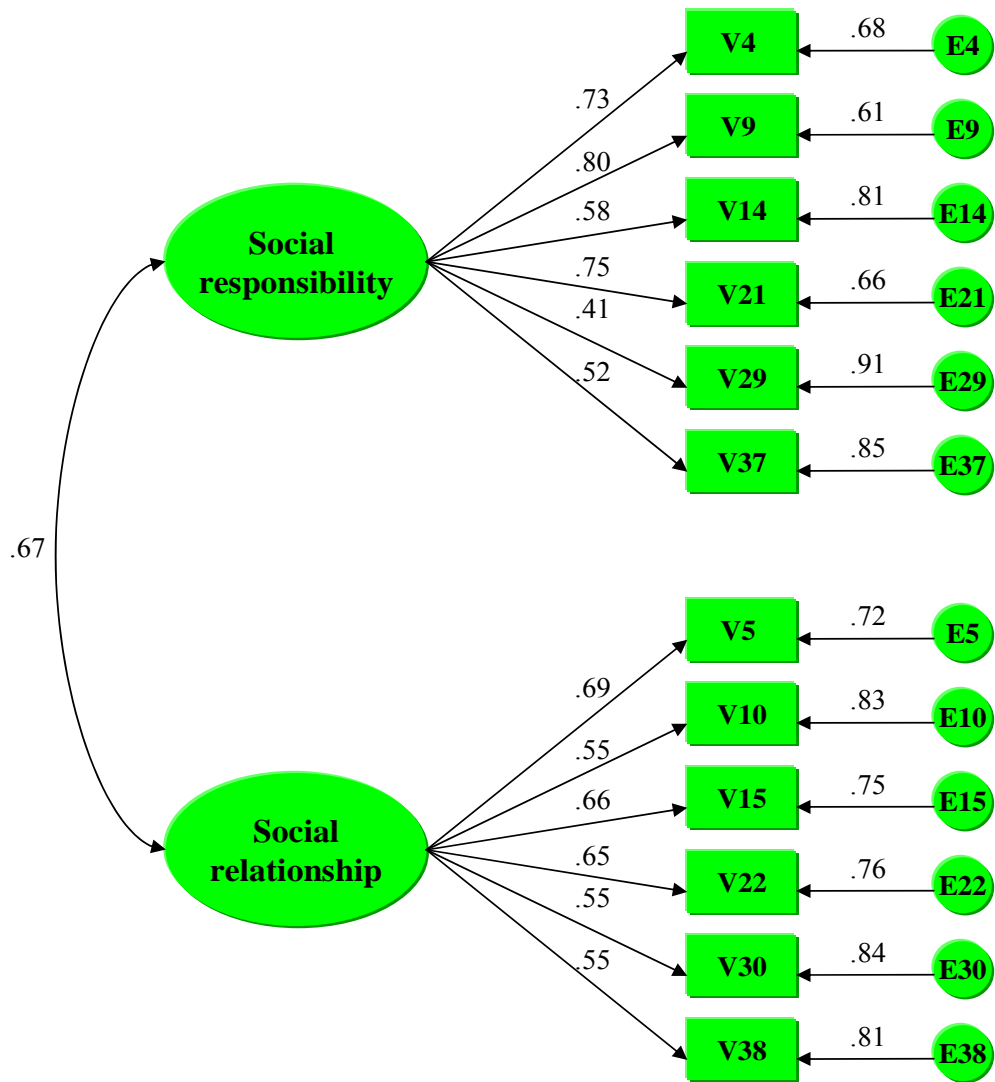 V4
.68
E4
.73
V9
.61
E9
.80
V14
.81
E14
.58
Social
responsibility
V21
.66
E21
.75
.41
V29
.91
E29
.52
V37
.85
E37
.67
V5
.72
E5
.69
V10
.83
E10
.55
V15
.75
E15
.66
Social
relationship
V22
.76
E22
.65
.55
V30
.84
E30
.55
V38
.81
E38